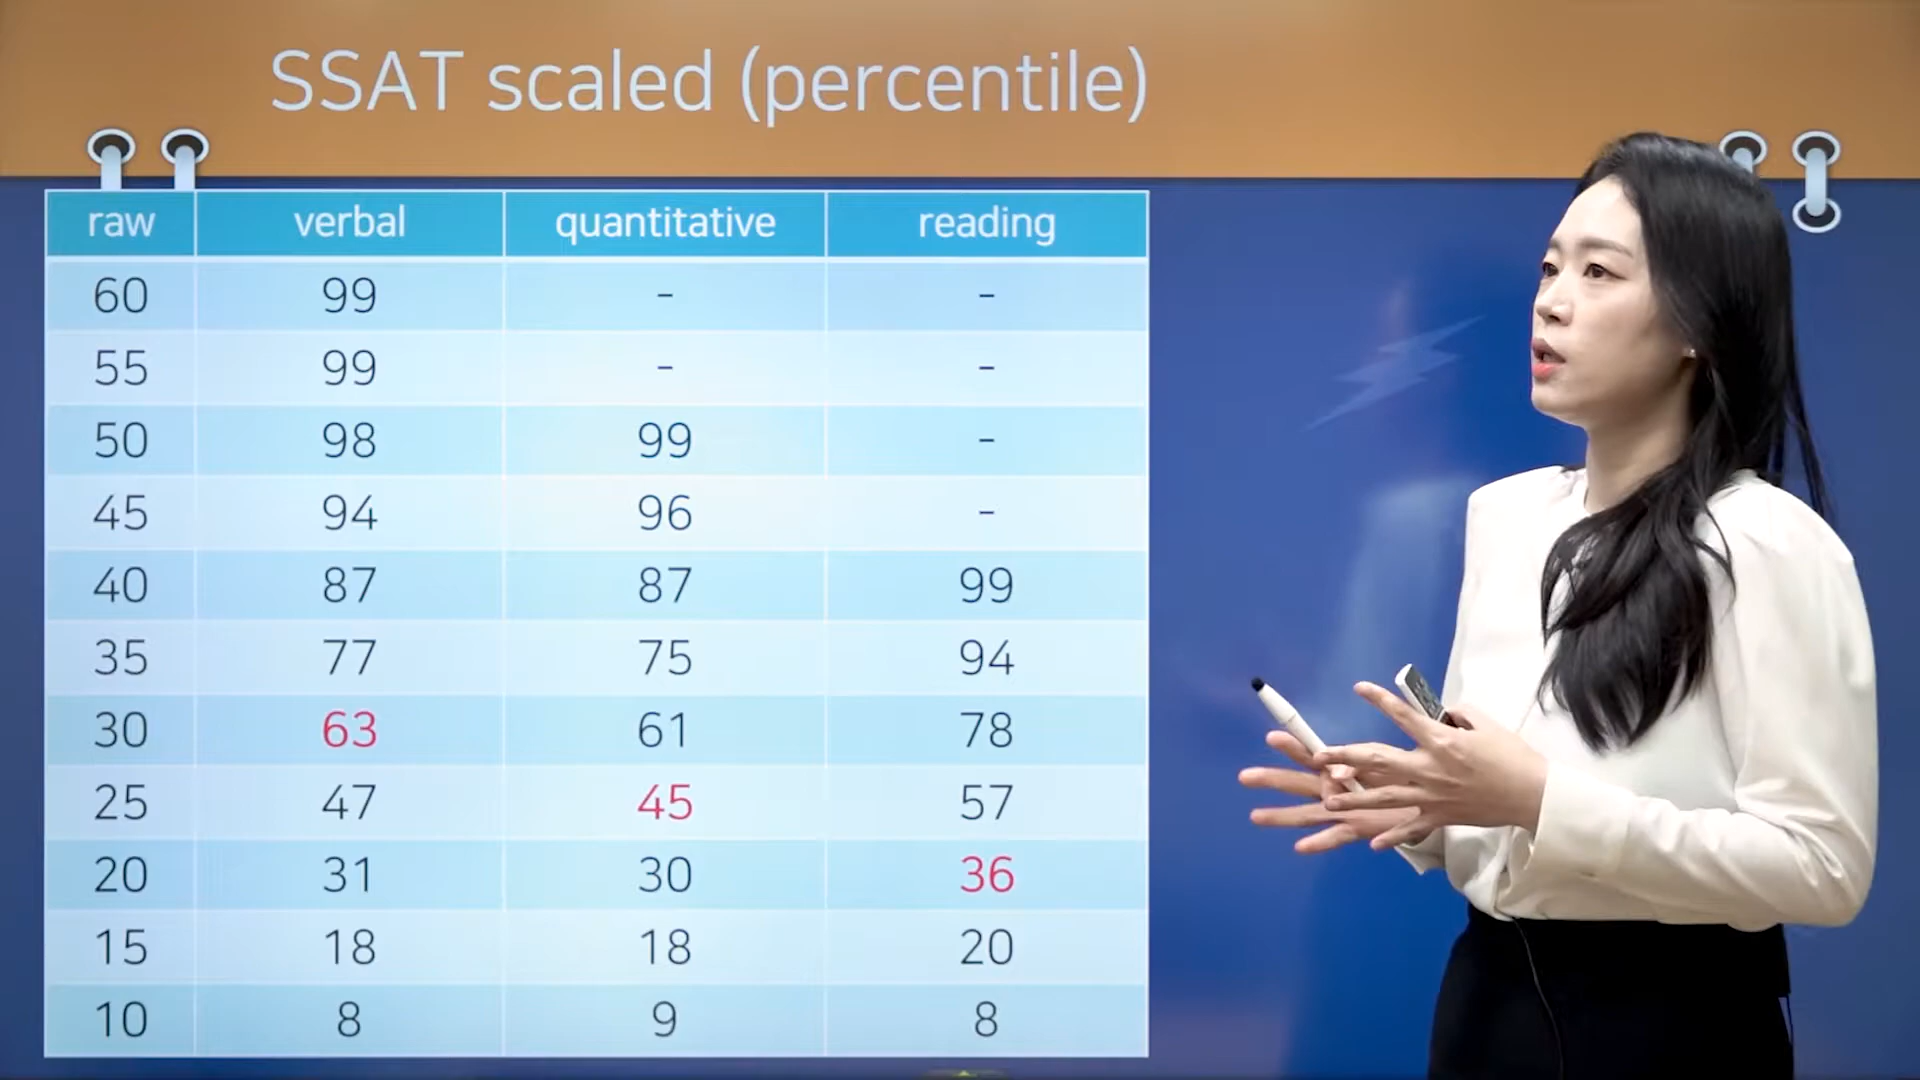 SSAT scaled (percentile)
raw verbal quantitative reading
60 99 - -
55 99 - -
50 98 99 -
45 94 96 -
40 87 87 99
35 77 75 94
30 63 61 78
25 47 45 57
20 31 30 36
15 18 18 20
10 8 9 8